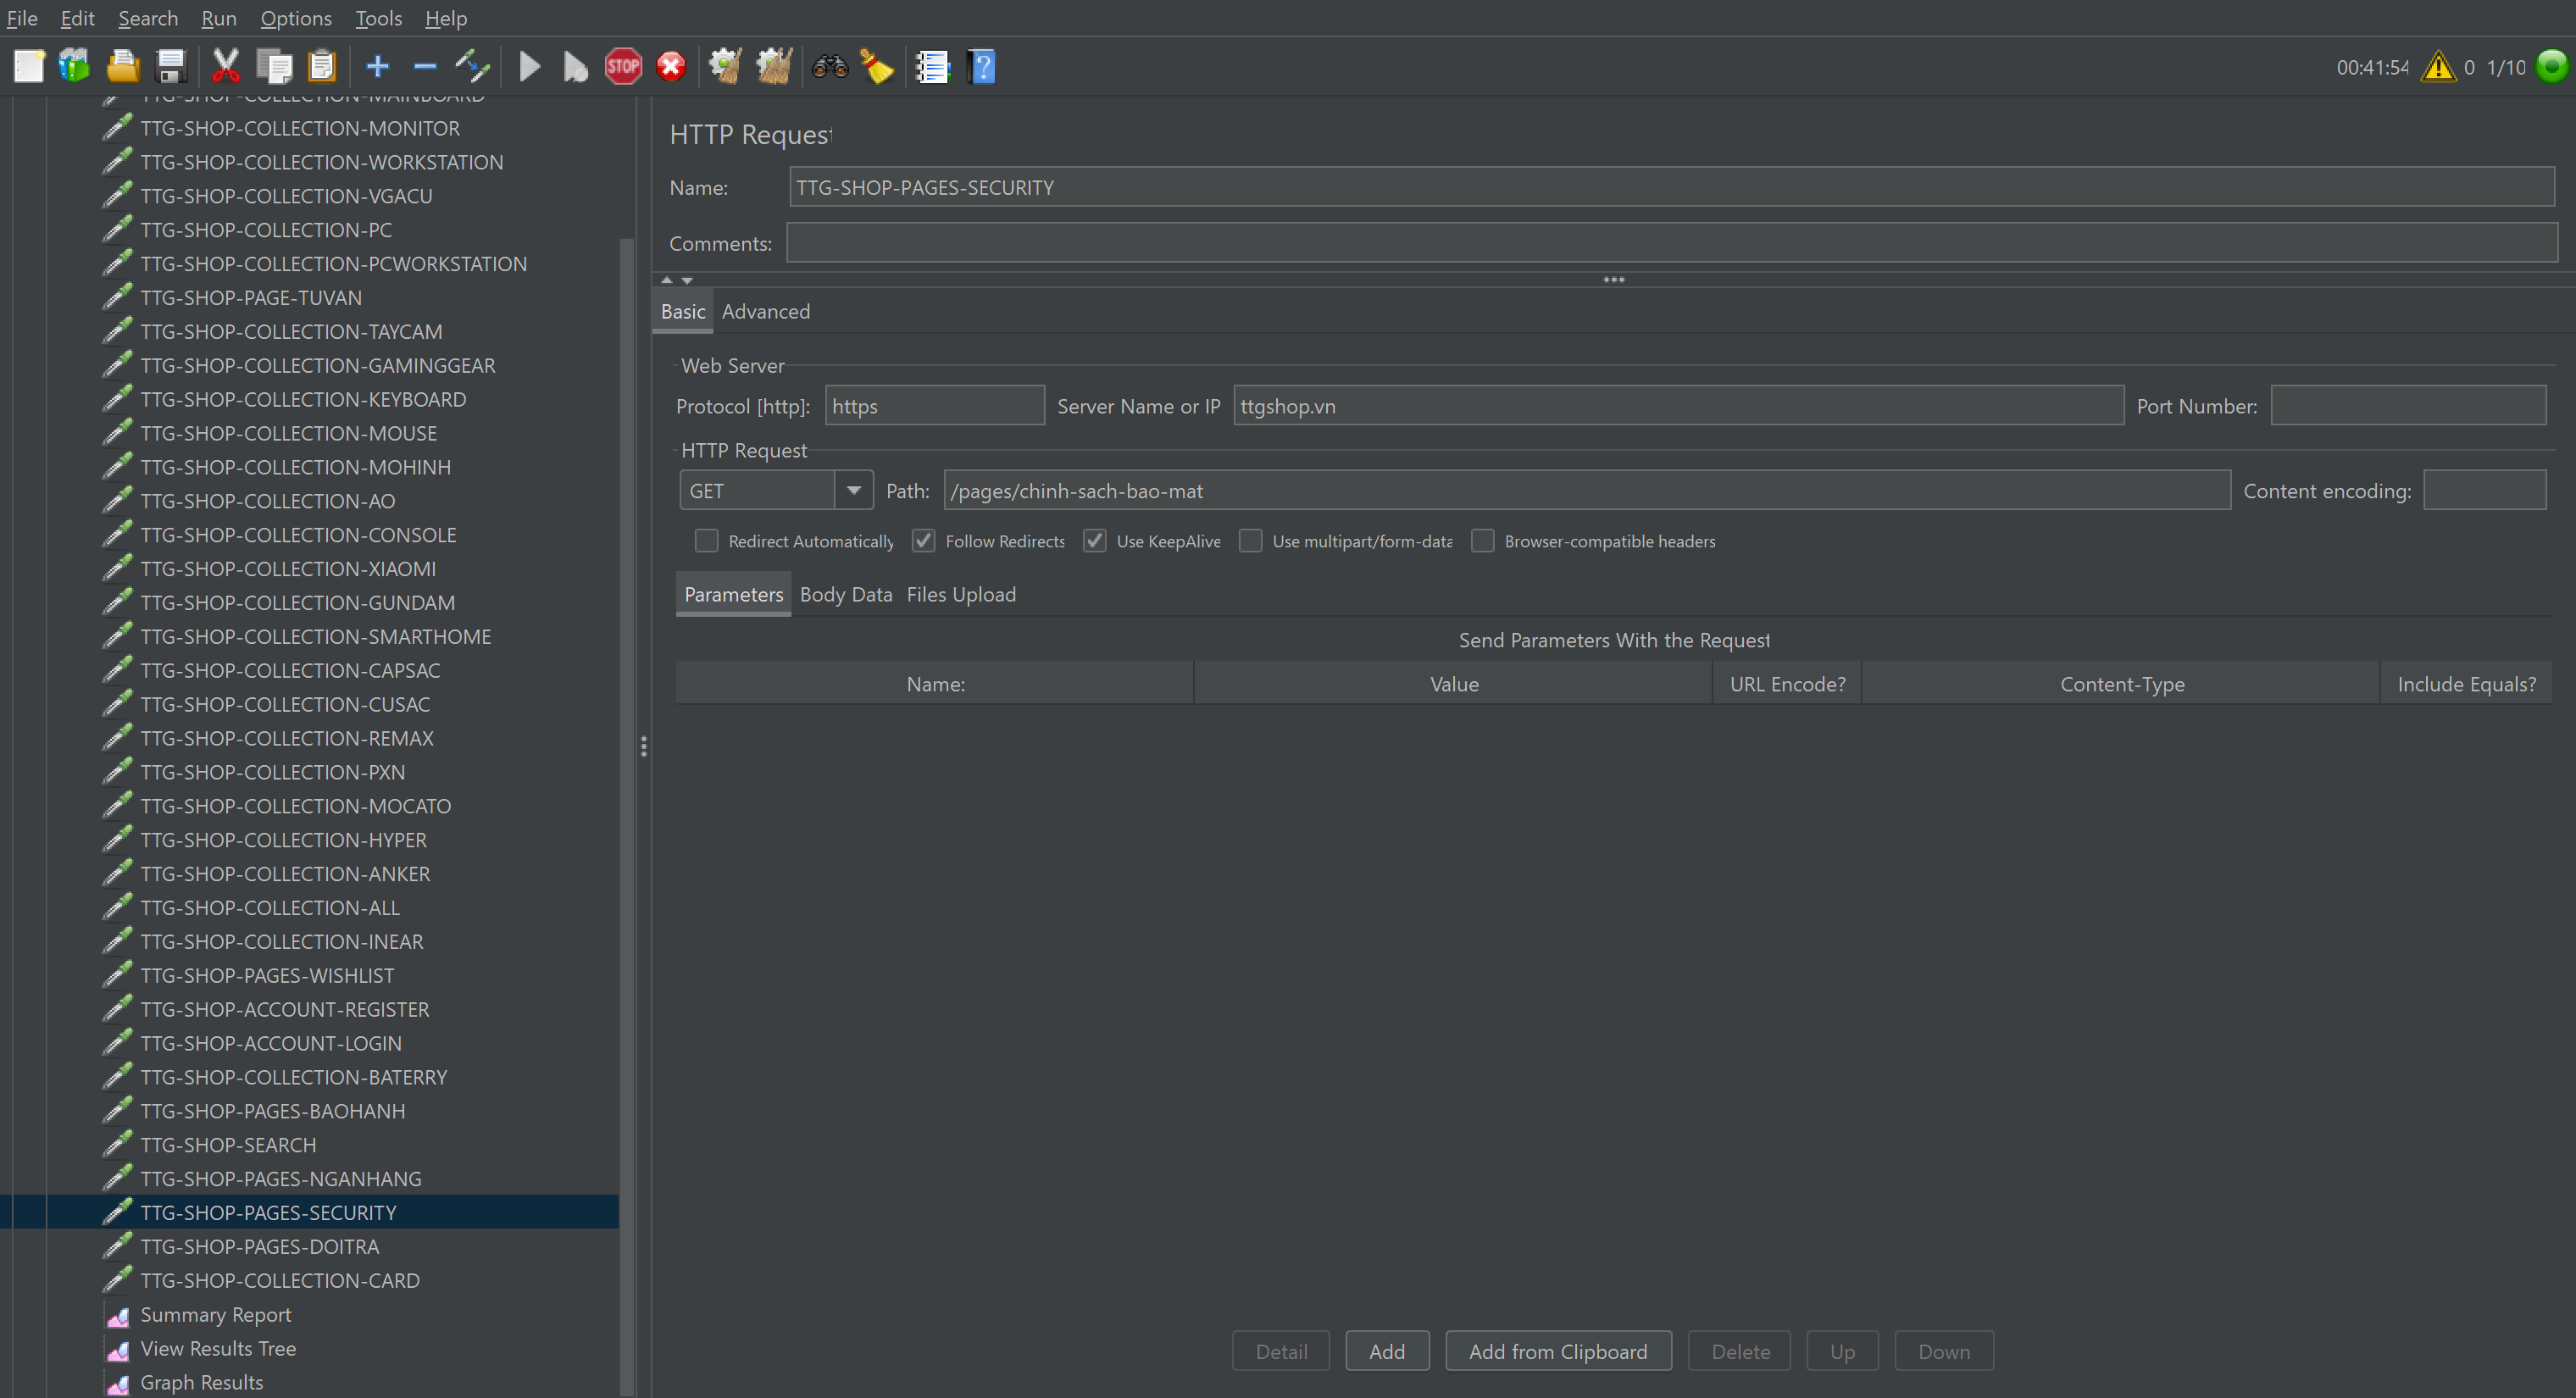 File Edit Search Run Options Tools Help
STOP
00:41:54 0 1/10
TTG-SHOP-COLLECTION-MAINBOARD
TTG-SHOP-COLLECTION-MONITOR
TTG-SHOP-COLLECTION-WORKSTATION
TTG-SHOP-COLLECTION-VGACU
TTG-SHOP-COLLECTION-PC
TTG-SHOP-COLLECTION-PCWORKSTATION
TTG-SHOP-PAGE-TUVAN
TTG-SHOP-COLLECTION-TAYCAM
TTG-SHOP-COLLECTION-GAMINGGEAR
TTG-SHOP-COLLECTION-KEYBOARD
TTG-SHOP-COLLECTION-MOUSE
TTG-SHOP-COLLECTION-MOHINH
TTG-SHOP-COLLECTION-AO
TTG-SHOP-COLLECTION-CONSOLE
TTG-SHOP-COLLECTION-XIAOMI
TTG-SHOP-COLLECTION-GUNDAM
TTG-SHOP-COLLECTION-SMARTHOME
TTG-SHOP-COLLECTION-CAPSAC
TTG-SHOP-COLLECTION-CUSAC
TTG-SHOP-COLLECTION-REMAX
TTG-SHOP-COLLECTION-PXN
TTG-SHOP-COLLECTION-MOCATO
TTG-SHOP-COLLECTION-HYPER
TTG-SHOP-COLLECTION-ANKER
TTG-SHOP-COLLECTION-ALL
TTG-SHOP-COLLECTION-INEAR
TTG-SHOP-PAGES-WISHLIST
TTG-SHOP-ACCOUNT-REGISTER
TTG-SHOP-ACCOUNT-LOGIN
TTG-SHOP-COLLECTION-BATERRY
TTG-SHOP-PAGES-BAOHANH
TTG-SHOP-SEARCH
TTG-SHOP-PAGES-NGANHANG
TTG-SHOP-PAGES-SECURITY
TTG-SHOP-PAGES-DOITRA
TTG-SHOP-COLLECTION-CARD
Summary Report
View Results Tree
Graph Results
HTTP Request
Name: TTG-SHOP-PAGES-SECURITY
Comments:
Basic Advanced
Web Server
Protocol [http]: https Server Name or IP ttgshop.vn Port Number:
HTTP Request
GET Path: /pages/chinh-sach-bao-mat Content encoding:
Redirect Automatically Follow Redirects Use KeepAlive Use multipart/form-data Browser-compatible headers
Parameters Body Data Files Upload
Send Parameters With the Request
Name: Value URL Encode? Content-Type Include Equals?
Detail Add Add from Clipboard Delete Up Down